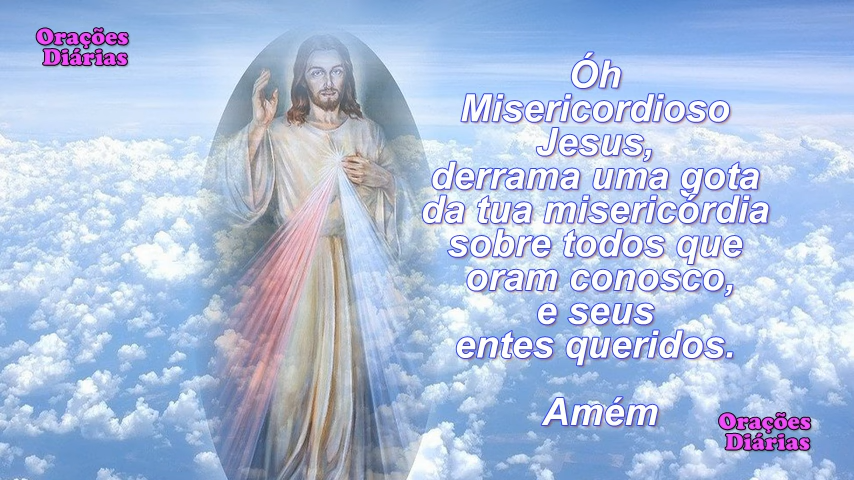 Orações
Diárias
Óh
Misericordioso
Jesus,
derrama uma gota
da tua misericórdia
sobre todos que
oram conosco,
e seus
entes queridos.
Amém
Orações
Diárias